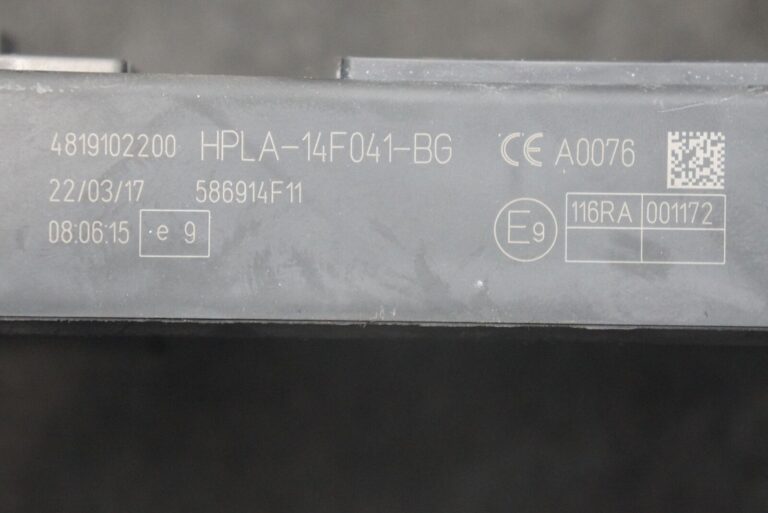 4819102200 HPLA-14F041-BG CE A0076
22/03/17 586914F11
08:06:15 e 9
E9 116RA 001172